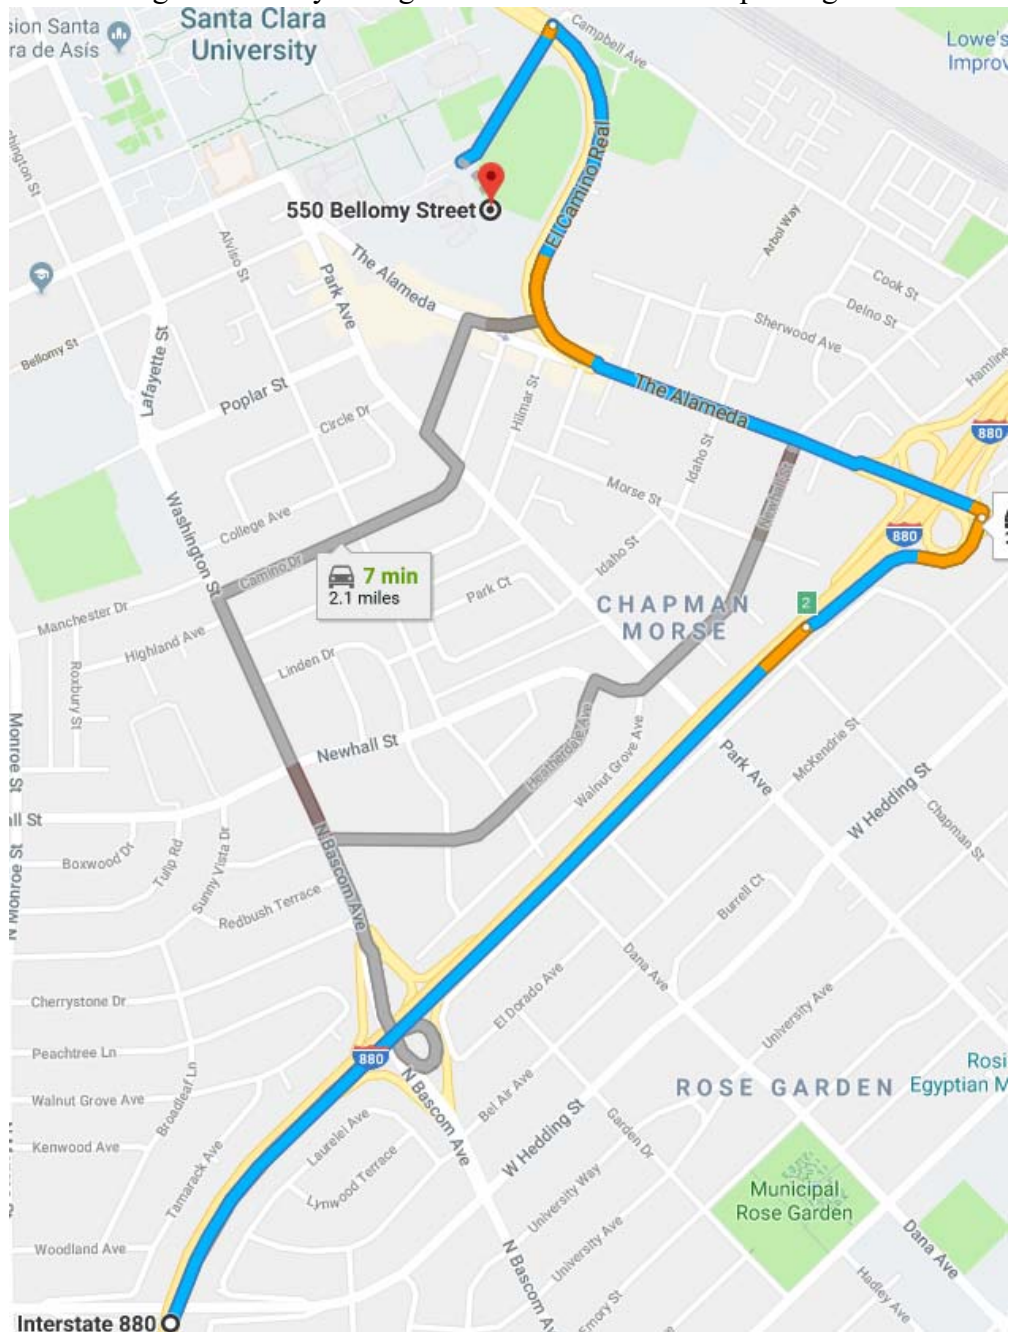 Santa Clara
University
sion Santa
ra de Asís
Campbell Ave
Lowe's
Improv
550 Bellomy Street
El Camino Real
Arbol Way
Alviso St
Park Ave
The Alameda
Cook St
Delno St
Sherwood Ave
Bellomy St
Lafayette St
Poplar St
Circle Dr
Hilmar St
The Alameda
Hamline
880
Idaho St
Morse St
Newhall St
Washington St
College Ave
880
Camino Dr
7 min
2.1 miles
Idaho St
Park Ct
CHAPMAN
MORSE
2
Manchester Dr
Highland Ave
Linden Dr
Roxbury St
Monroe St
Newhall St
Heatherdale Ave
Walnut Grove Ave
Park Ave
McKendrie St
W Hedding St
Chapman St
all St
Boxwood Dr
Tulip Rd
Sunny Vista Dr
N Monroe St
N Bascom Ave
Redbush Terrace
Burrell Ct
Dana Ave
El Dorado Ave
University Ave
Cherrystone Dr
Peachtree Ln
880
Broadleaf Ln
N Bascom Ave
Bel Air Ave
ROSE GARDEN
Rosi
Egyptian M
Walnut Grove Ave
Kenwood Ave
Laurelei Ave
W Hedding St
Garden Dr
Tamarack Ave
Lynwood Terrace
University Way
Municipal
Rose Garden
Woodland Ave
University Ave
Dana Ave
N Bascom Ave
Hadley Ave
Emory St
Interstate 880